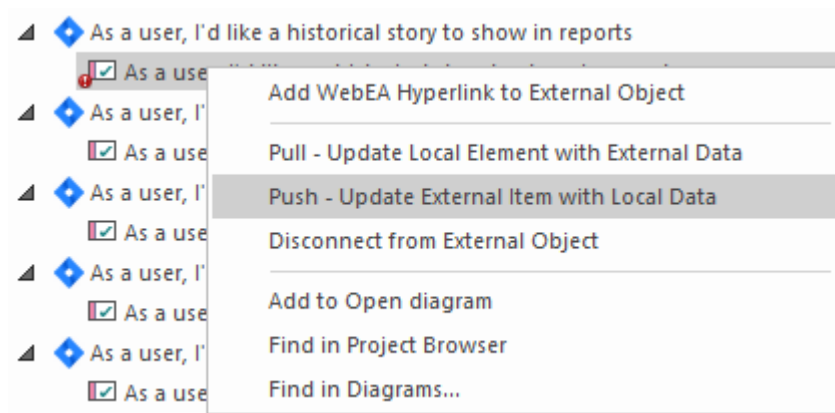 As a user, I'd like a historical story to show in reports
As a use
Add WebEA Hyperlink to External Object
As a user, I'
As a use
Pull - Update Local Element with External Data
As a user, I'
Push - Update External Item with Local Data
As a use
Disconnect from External Object
As a user, I'
As a use
Add to Open diagram
Find in Project Browser
As a user, I'
As a use
Find in Diagrams...